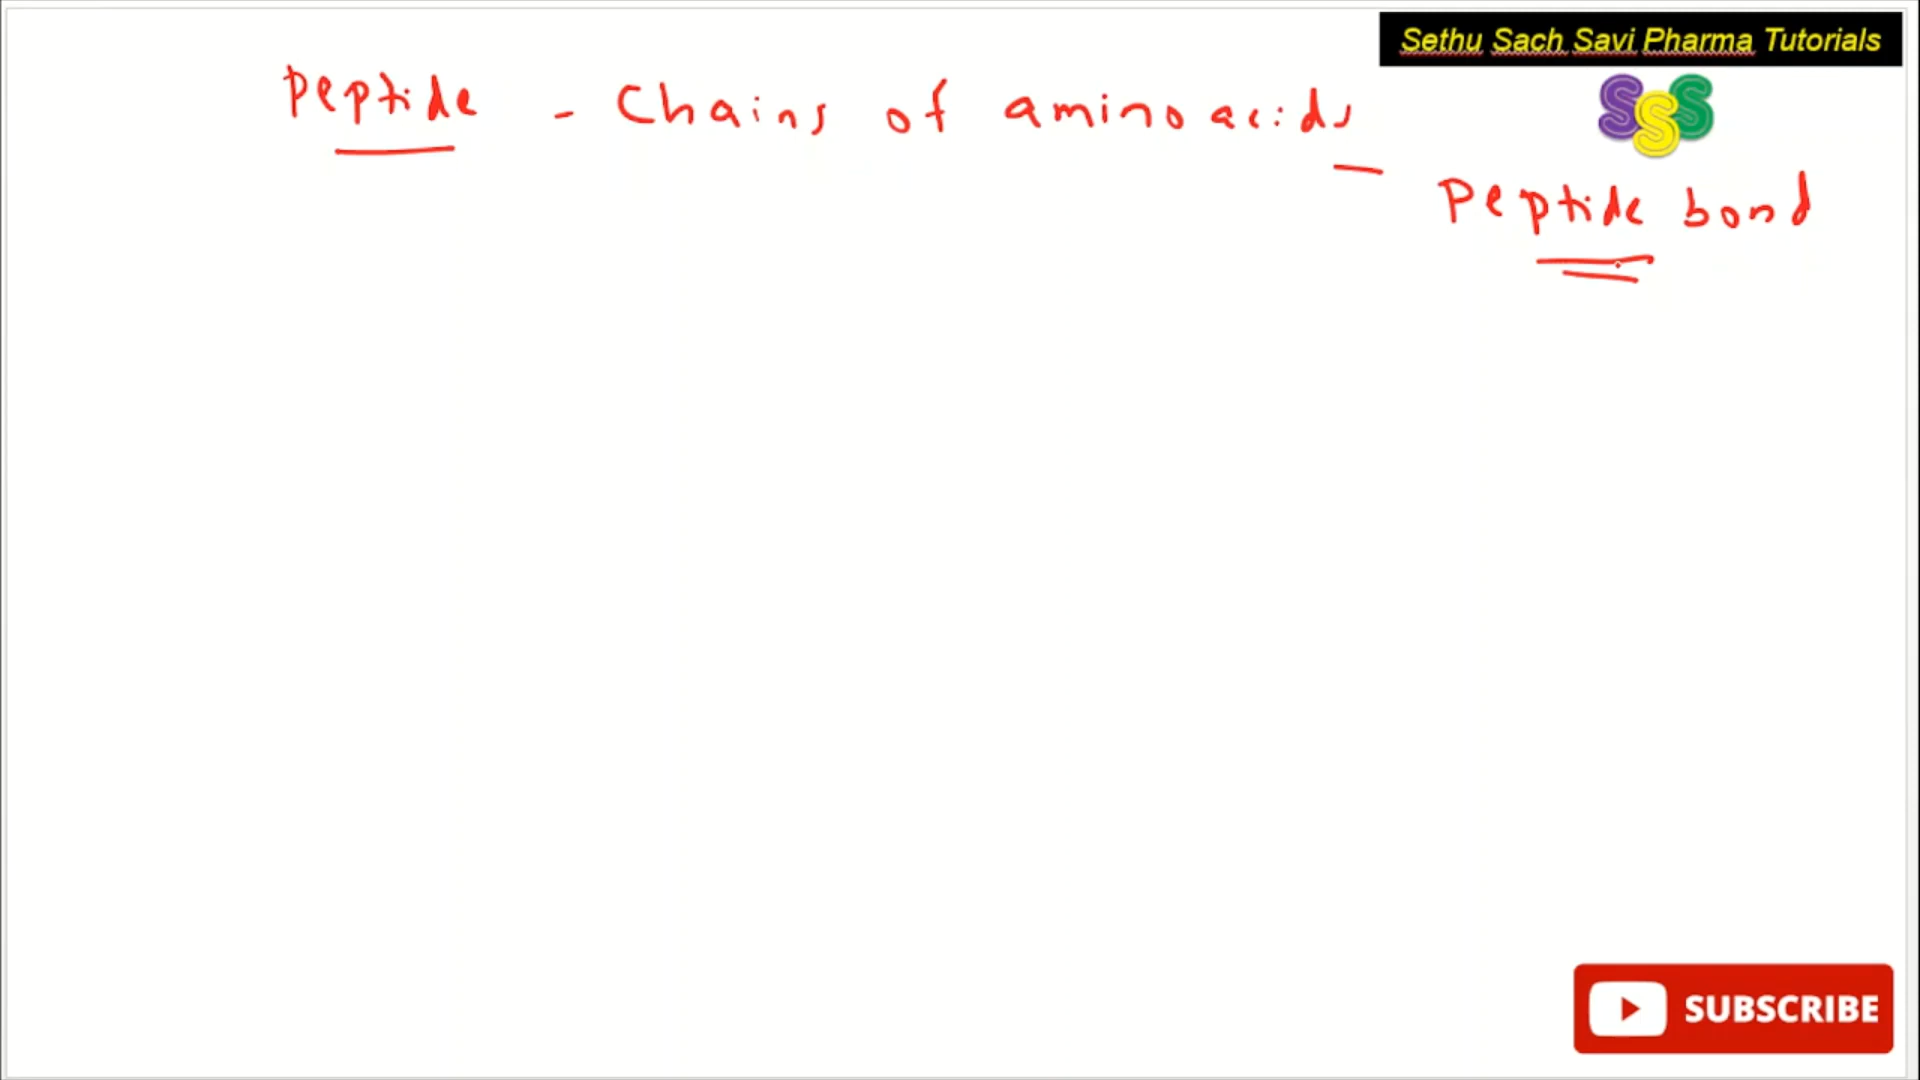 Sethu Sach Savi Pharma Tutorials
SSS
Peptide - Chains of amino acids
- Peptide bond
SUBSCRIBE